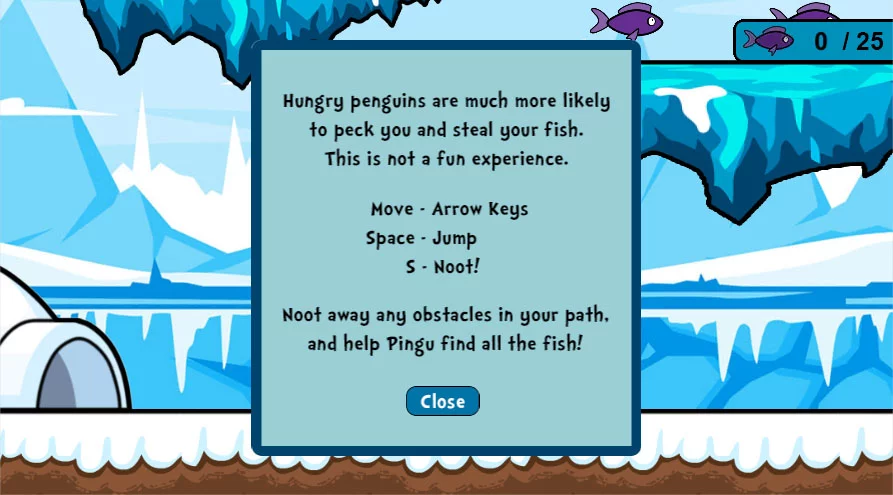 0 / 25
Hungry penguins are much more likely
to peck you and steal your fish.
This is not a fun experience.
Move - Arrow Keys
Space - Jump
S - Noot!
Noot away any obstacles in your path,
and help Pingu find all the fish!
Close